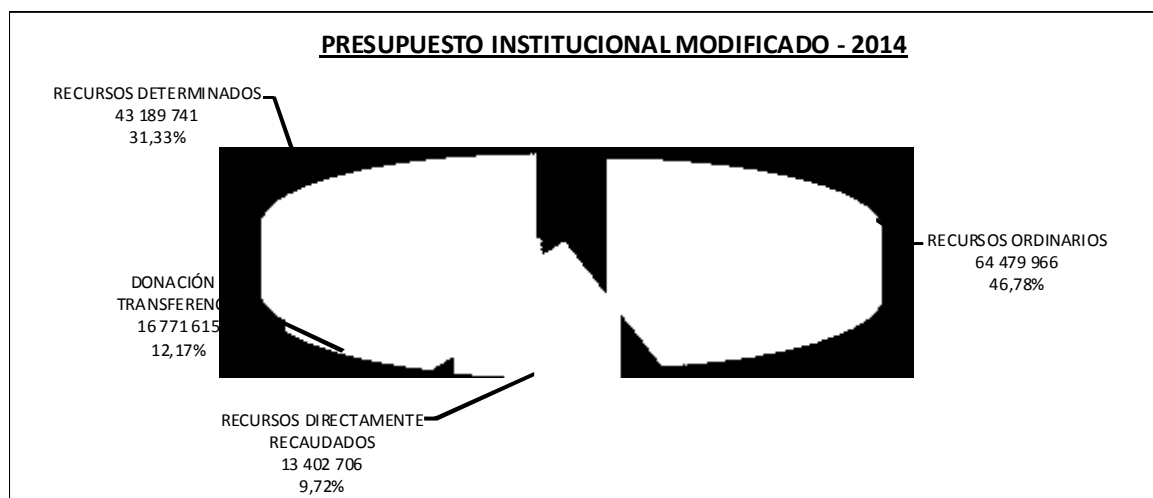 PRESUPUESTO INSTITUCIONAL MODIFICADO - 2014
RECURSOS DETERMINADOS
43 189 741
31,33%
RECURSOS ORDINARIOS
64 479 966
46,78%
DONACIÓN
TRANSFERENC
16 771 615
12,17%
RECURSOS DIRECTAMENTE
RECAUDADOS
13 402 706
9,72%